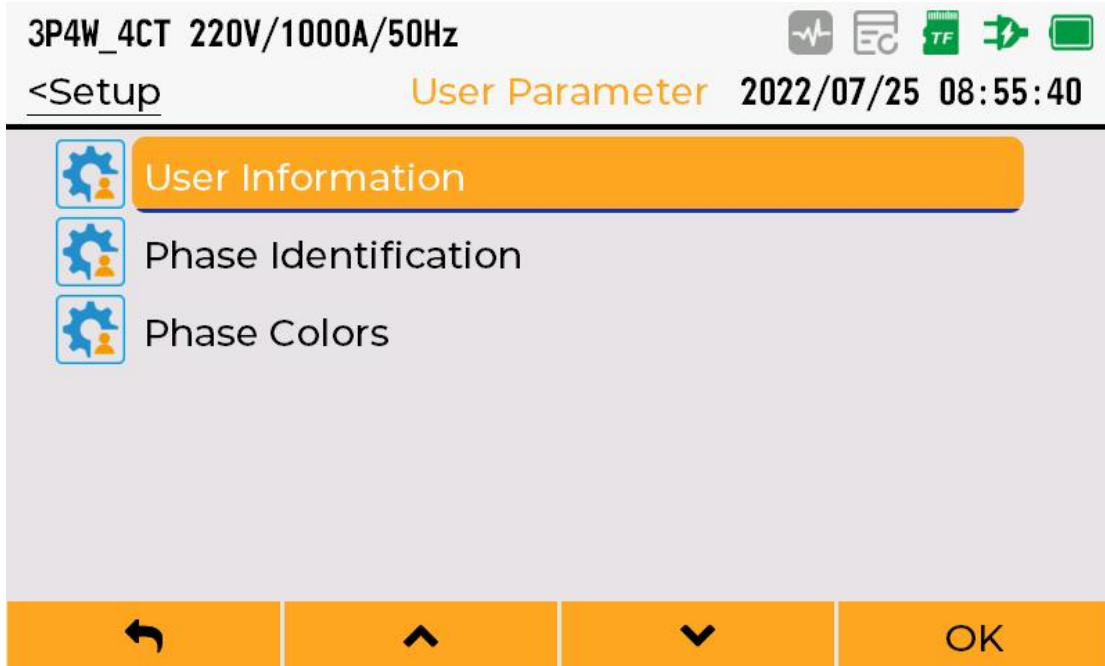 3P4W_4CT 220V/1000A/50Hz TF
<Setup User Parameter 2022/07/25 08:55:40
User Information
Phase Identification
Phase Colors
OK